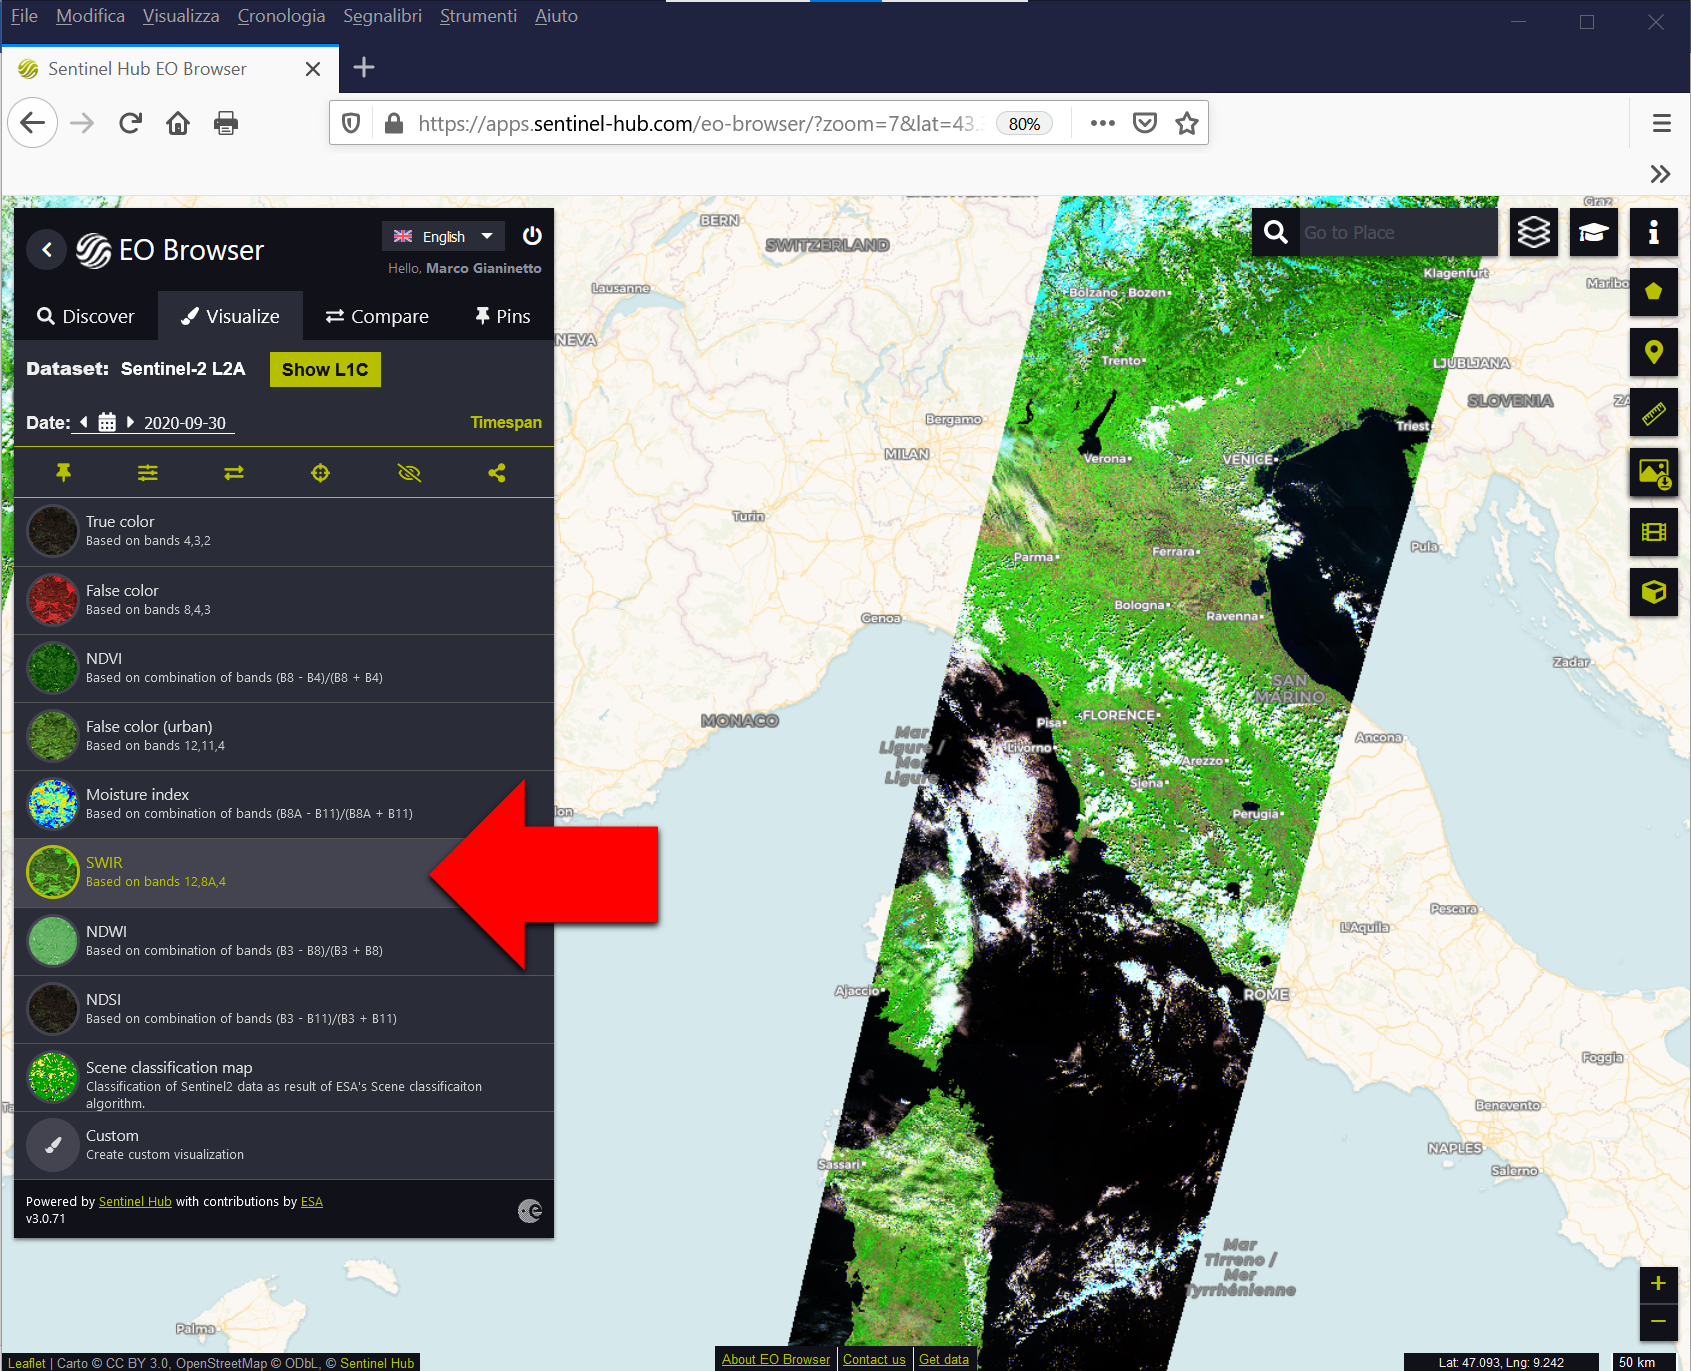 File Modifica Visualizza Cronologia Segnalibri Strumenti Aiuto
Sentinel Hub EO Browser
https://apps.sentinel-hub.com/eo-browser/?zoom=7&lat=43.
80%
EO Browser
English
Hello, Marco Gianinetto
Discover Visualize Compare Pins
Dataset: Sentinel-2 L2A Show L1C
Date: 2020-09-30 Timespan
True color
Based on bands 4,3,2
False color
Based on bands 8,4,3
NDVI
Based on combination of bands (B8 - B4)/(B8 + B4)
False color (urban)
Based on bands 12,11,4
Moisture index
Based on combination of bands (B8A - B11)/(B8A + B11)
SWIR
Based on bands 12,8A,4
NDWI
Based on combination of bands (B3 - B8)/(B3 + B8)
NDSI
Based on combination of bands (B3 - B11)/(B3 + B11)
Scene classification map
Classification of Sentinel2 data as result of ESA's Scene classificaiton
algorithm.
Custom
Create custom visualization
Powered by Sentinel Hub with contributions by ESA
v3.0.71
Go to Place
BERN
Graz
SWITZERLAND
Klagenfurt
Lausanne
Bolzano - Bozen
Maribo
NEVA
Trento
LJUBLJANA
SLOVENIA
ZA
Bergamo
Triest
MILAN
Verona
VENICE
Turin
Parma
Ferrara
Pula
Bologna
Ravenna
Genoa
Zadar
SAN
MARINO
MONACO
Pisa
FLORENCE
Mar
Ligure /
Mer
Ligure
Livorno
Ancona
Arezzo
Siena
lon
Perugia
Pescara
L'Aquila
Ajaccio
ROME
Foggia
Benevento
NAPLES
Salerno
Sassari
Mar
Tirreno /
Mer
Tyrrhénienne
Palma
+
−
Leaflet | Carto © CC BY 3.0, OpenStreetMap © ODbL, © Sentinel Hub
About EO Browser Contact us Get data
Lat: 47.093, Lng: 9.242
50 km